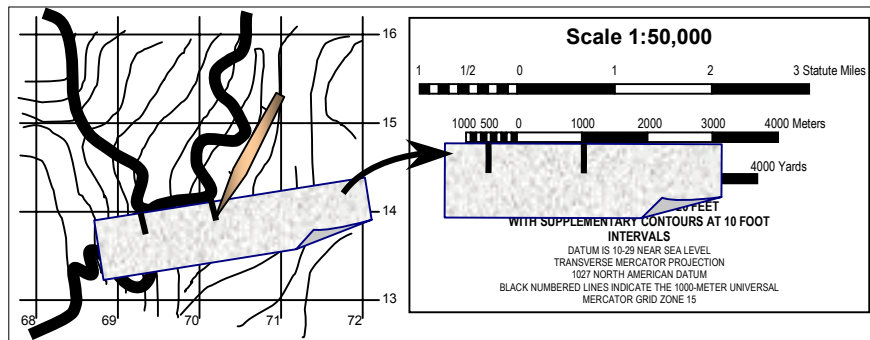 16
15
14
13
68 69 70 71 72
Scale 1:50,000
1 1/2 0 1 2 3 Statute Miles
1000 500 0 1000 2000 3000 4000 Meters
4000 Yards
FEET
WITH SUPPLEMENTARY CONTOURS AT 10 FOOT
INTERVALS
DATUM IS 10-29 NEAR SEA LEVEL
TRANSVERSE MERCATOR PROJECTION
1027 NORTH AMERICAN DATUM
BLACK NUMBERED LINES INDICATE THE 1000-METER UNIVERSAL
MERCATOR GRID ZONE 15